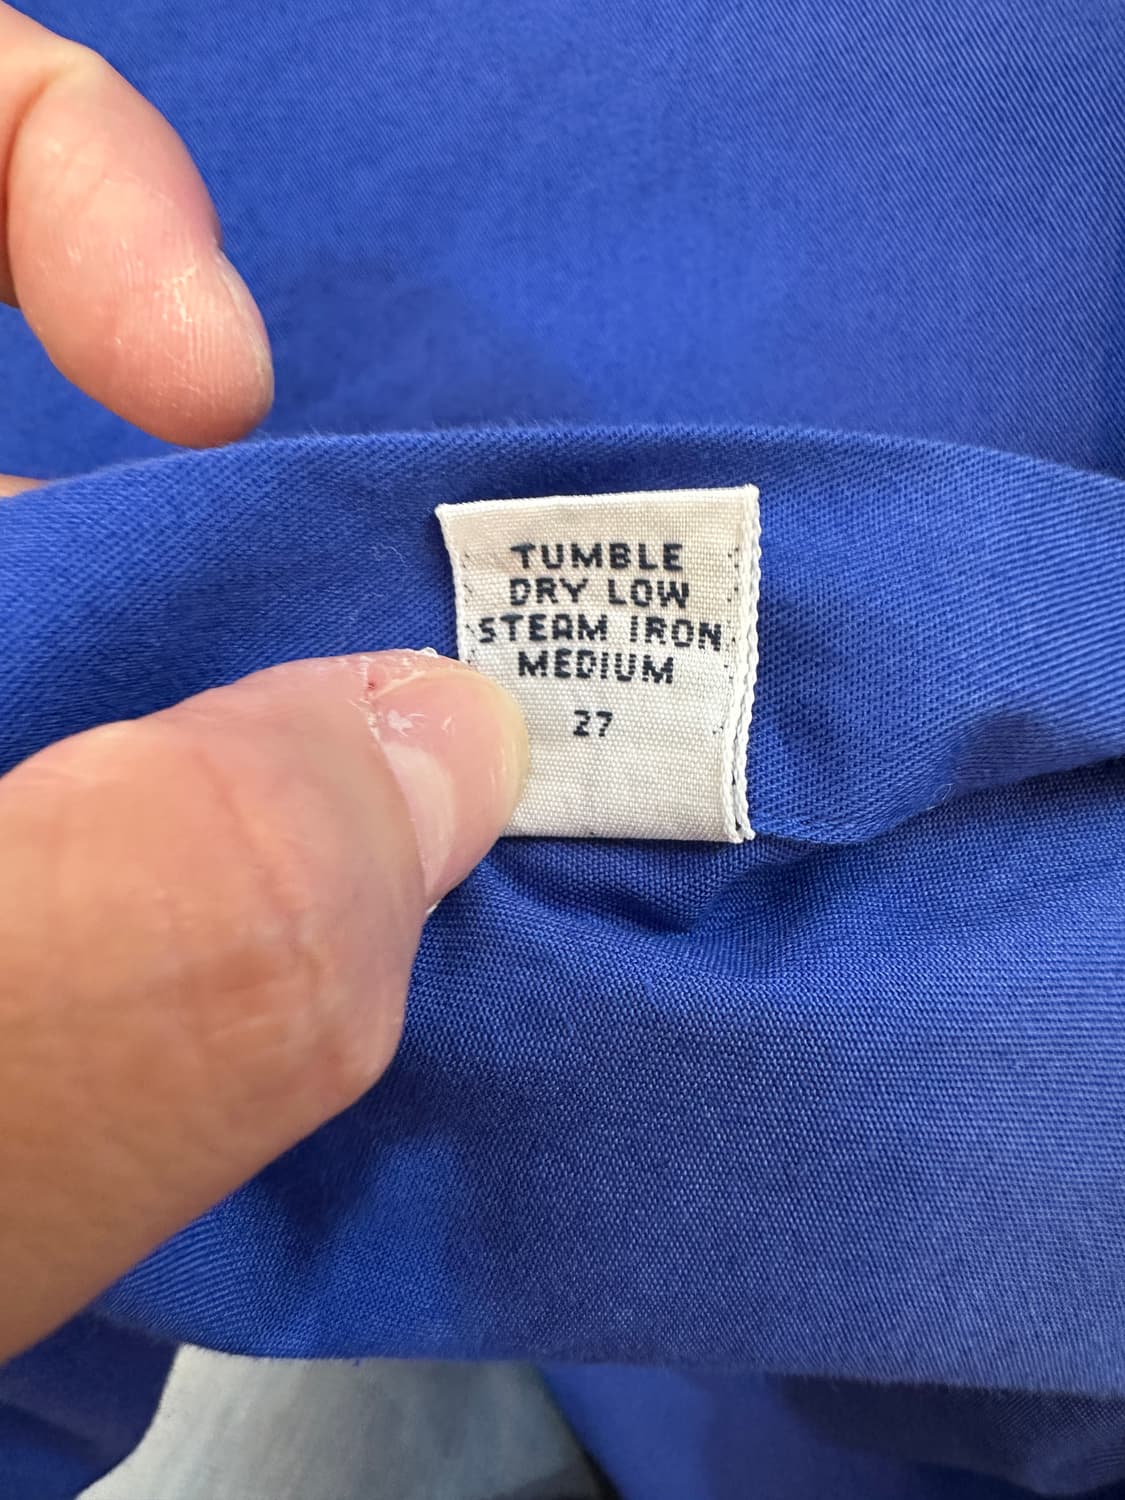 TUMBLE
DRY LOW
STEAM IRON
MEDIUM
27